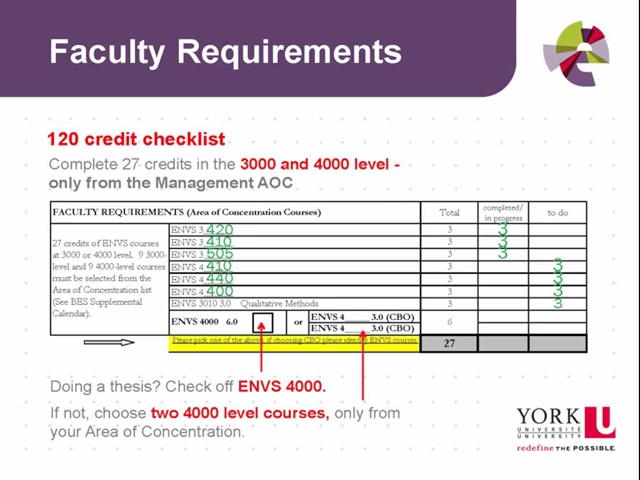 Faculty Requirements
120 credit checklist
Complete 27 credits in the 3000 and 4000 level -
only from the Management AOC
FACULTY REQUIREMENTS (Area of Concentration Courses) Total completed/ in progress to do
27 credits of ENVS courses
at 3000 or 4000 level. 9 3000-
level and 9 4000-level courses
must be selected from the
Area of Concentration list
(See BES Supplemental
Calendar).
ENVS 3 420 3 3
ENVS 3 410 3 3
ENVS 3 505 3 3
ENVS 4 410 3 3
ENVS 4 440 3 3
ENVS 4 400 3 3
ENVS 3010 3.0 Qualitative Methods 3 3
ENVS 4000 6.0 or ENVS 4____ 3.0 (CBO) 6
ENVS 4____ 3.0 (CBO)
Please pick one of the above, if choosing CBO please identify ENVS courses. 27
Doing a thesis? Check off ENVS 4000.
If not, choose two 4000 level courses, only from
your Area of Concentration.
YORK U
UNIVERSITÉ
UNIVERSITY
redefine THE POSSIBLE.